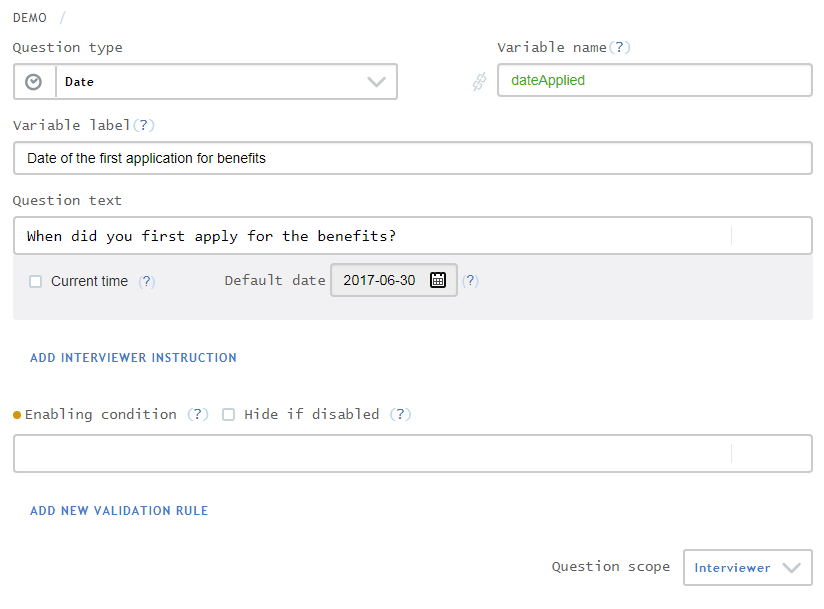 DEMO /
Question type
Variable name(?)
Date
dateApplied
Variable label(?)
Date of the first application for benefits
Question text
When did you first apply for the benefits?
Current time (?) Default date 2017-06-30 (?)
ADD INTERVIEWER INSTRUCTION
Enabling condition (?) Hide if disabled (?)
ADD NEW VALIDATION RULE
Question scope Interviewer